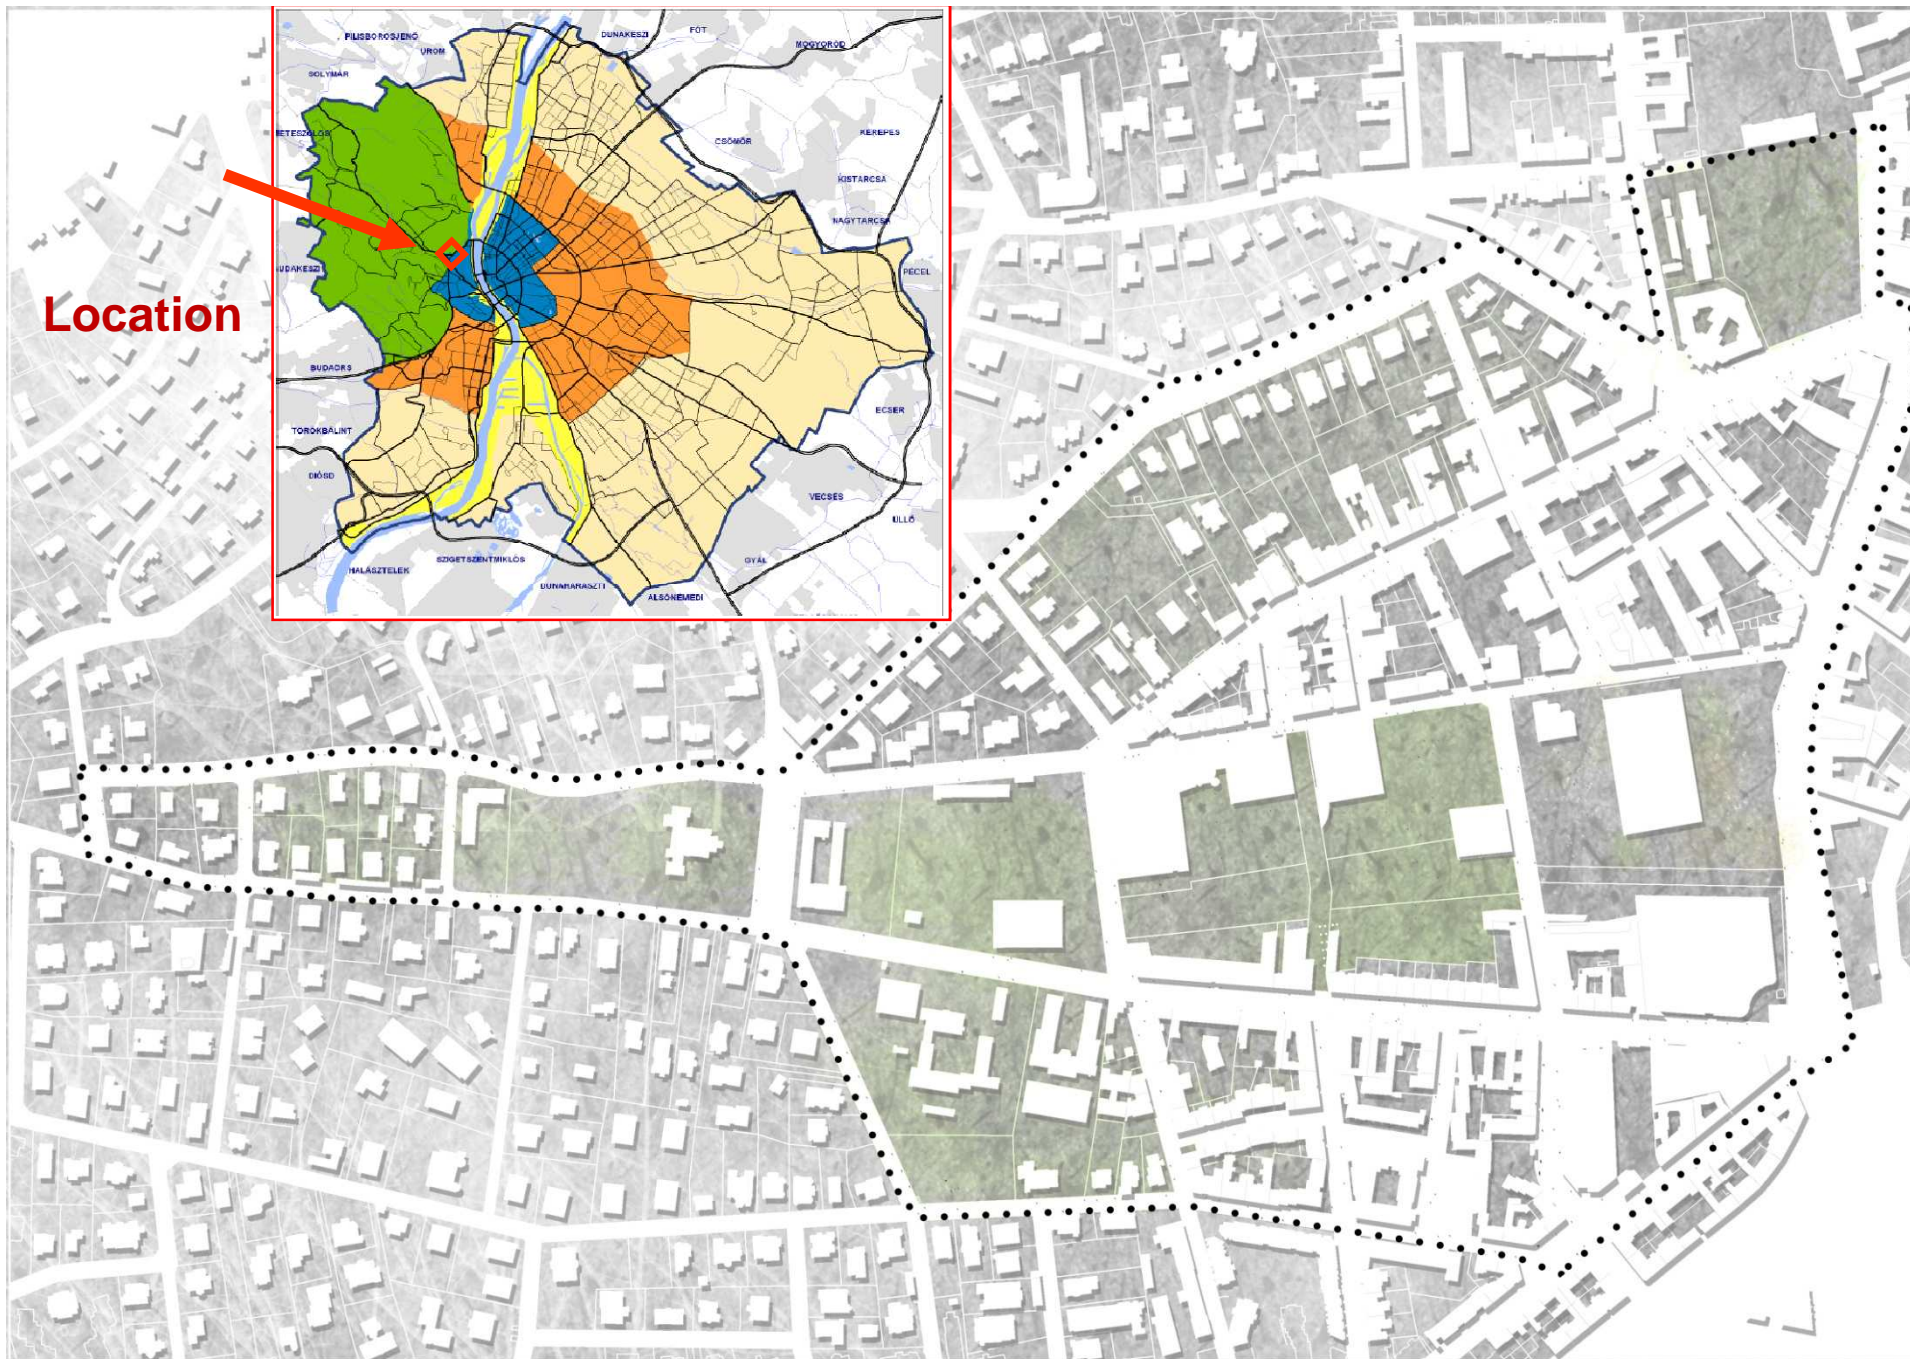 PILISBOROSJENŐ
ÜRÖM
DUNAKESZI
FÓT
MOGYORÓD
SOLYMÁR
CSÖMÖR
KEREPES
KISTARCSA
NAGYTARCSA
PÉCEL
Location
BUDAÖRS
ECSER
TÖRÖKBÁLINT
DIÓSD
VECSÉS
ÜLLŐ
SZIGETSZENTMIKLÓS
GYÁL
HALÁSZTELEK
DUNAHARASZTI
ALSÓNÉMEDI